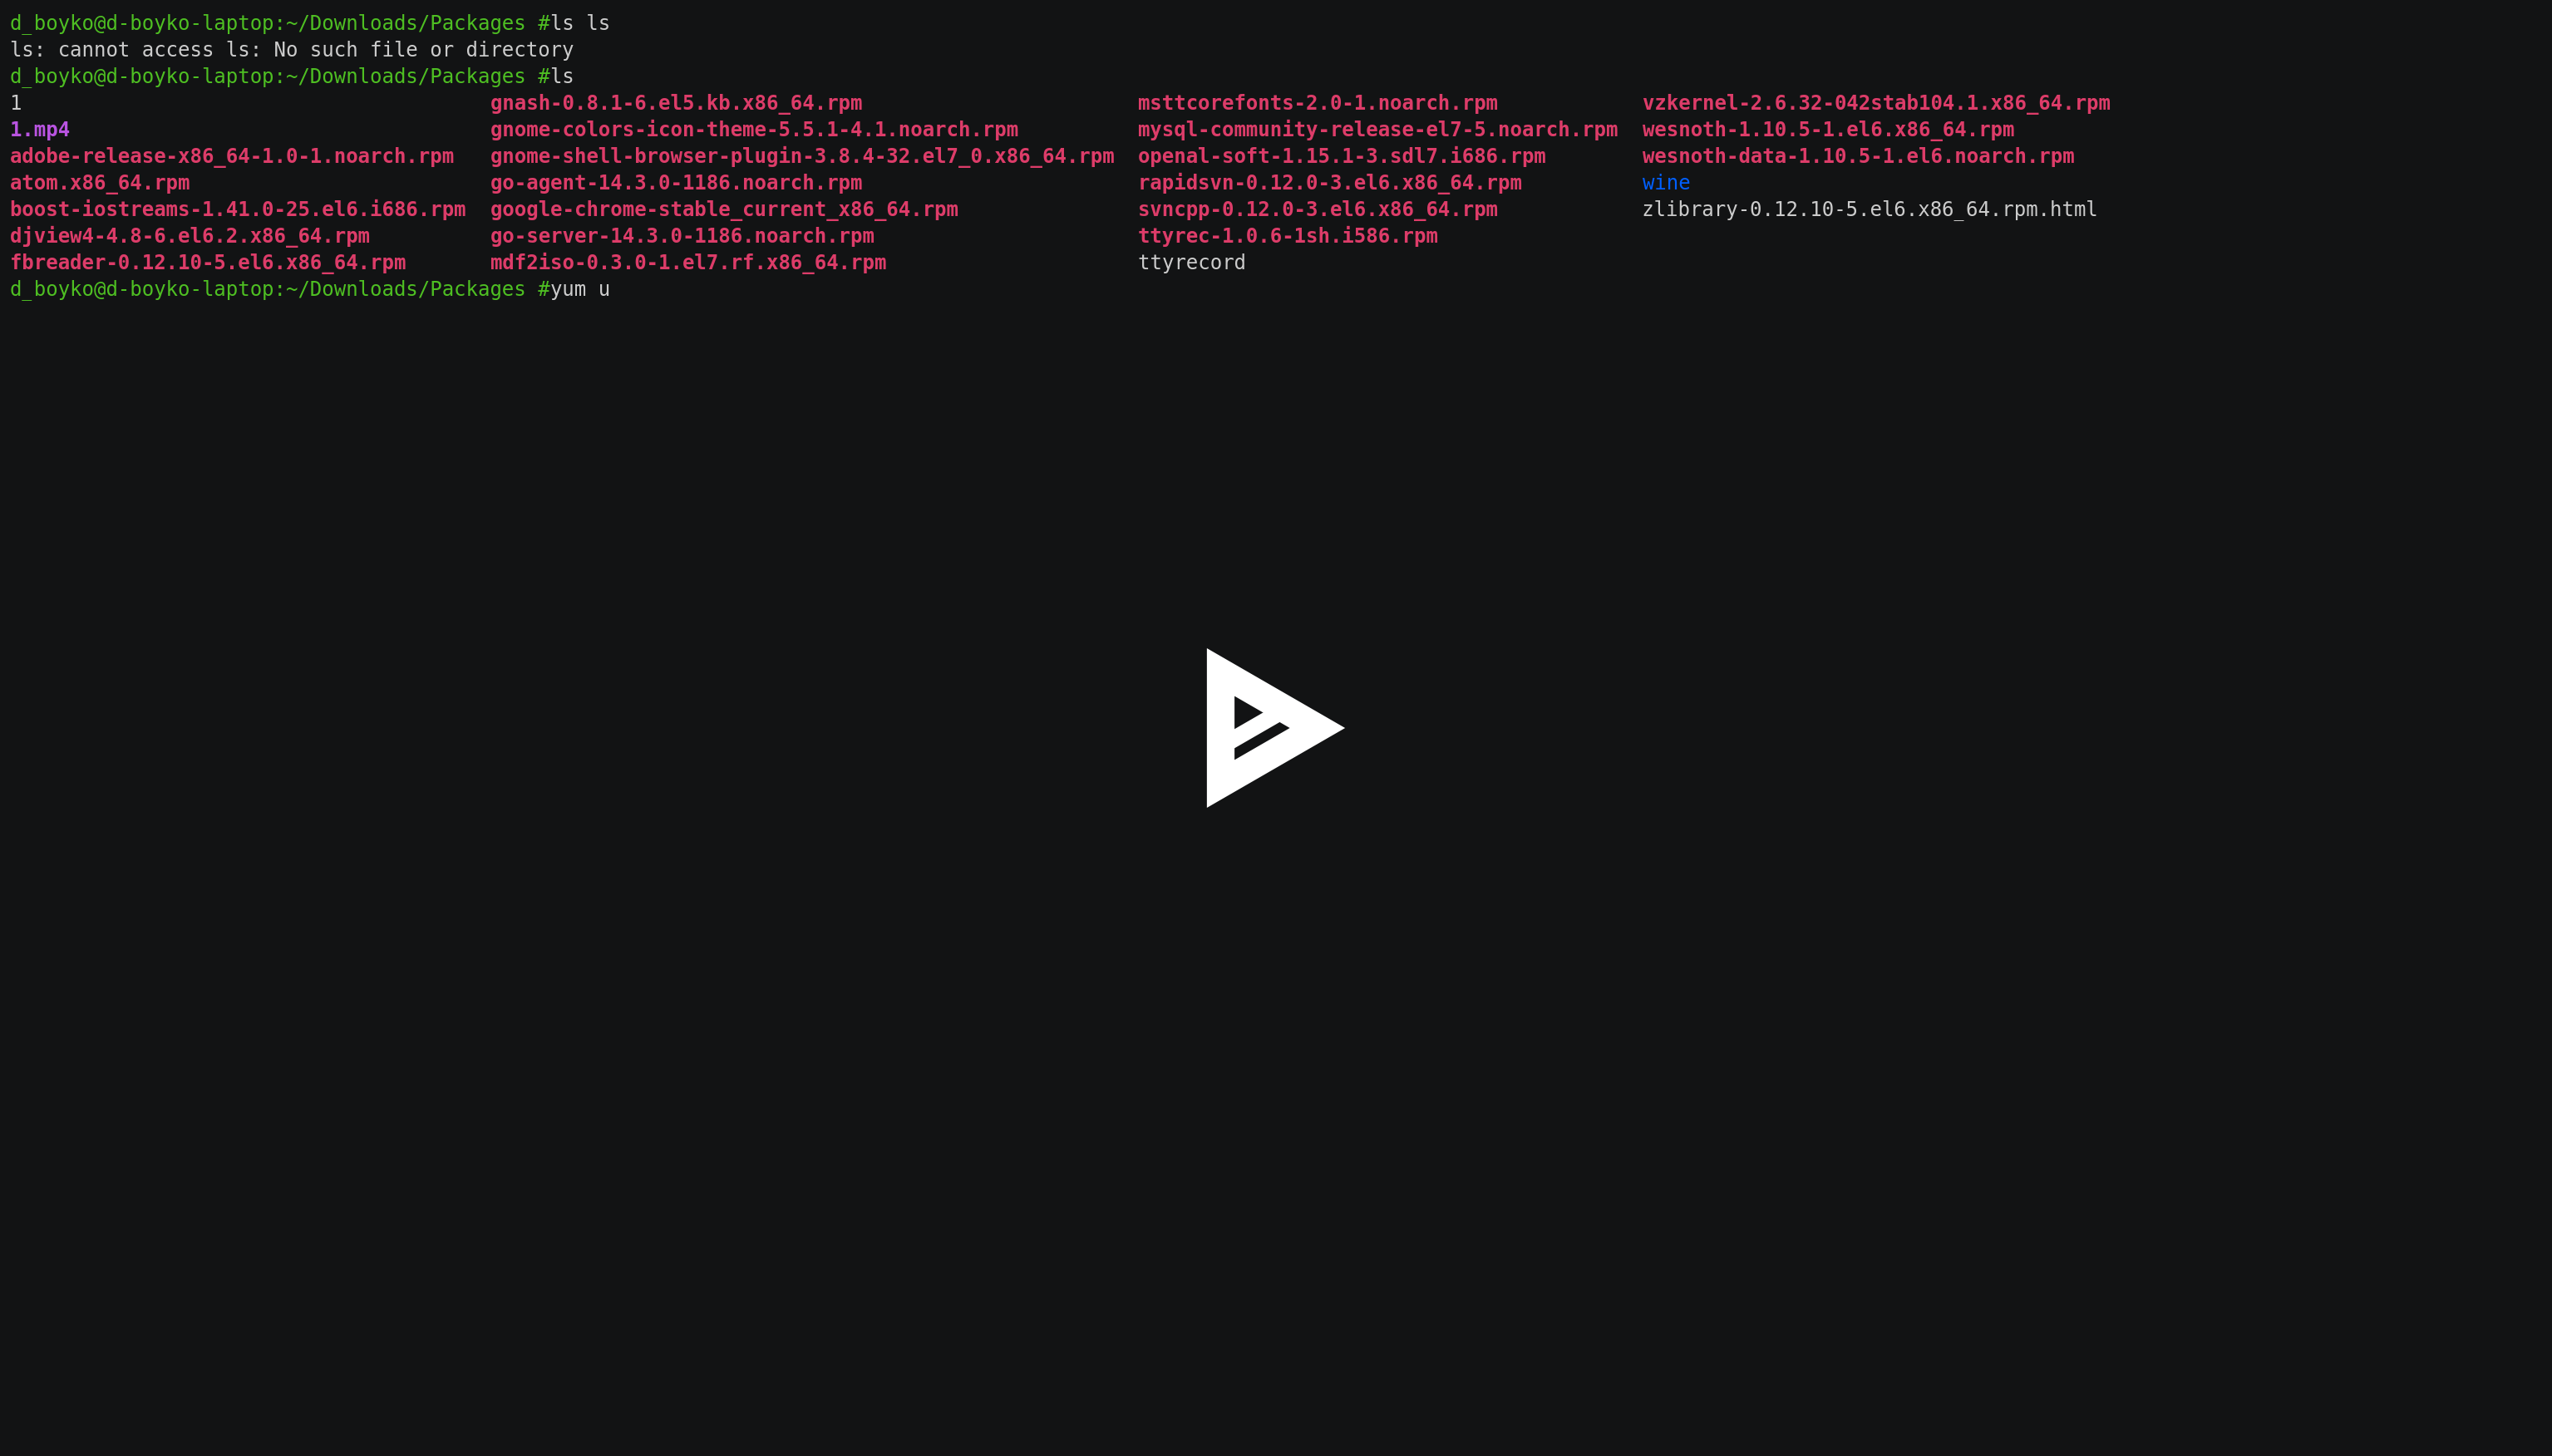 d_boyko@d-boyko-laptop:~/Downloads/Packages #ls ls
ls: cannot access ls: No such file or directory
d_boyko@d-boyko-laptop:~/Downloads/Packages #ls
1 gnash-0.8.1-6.el5.kb.x86_64.rpm msttcorefonts-2.0-1.noarch.rpm vzkernel-2.6.32-042stab104.1.x86_64.rpm
1.mp4 gnome-colors-icon-theme-5.5.1-4.1.noarch.rpm mysql-community-release-el7-5.noarch.rpm wesnoth-1.10.5-1.el6.x86_64.rpm
adobe-release-x86_64-1.0-1.noarch.rpm gnome-shell-browser-plugin-3.8.4-32.el7_0.x86_64.rpm openal-soft-1.15.1-3.sdl7.i686.rpm wesnoth-data-1.10.5-1.el6.noarch.rpm
atom.x86_64.rpm go-agent-14.3.0-1186.noarch.rpm rapidsvn-0.12.0-3.el6.x86_64.rpm wine
boost-iostreams-1.41.0-25.el6.i686.rpm google-chrome-stable_current_x86_64.rpm svncpp-0.12.0-3.el6.x86_64.rpm zlibrary-0.12.10-5.el6.x86_64.rpm.html
djview4-4.8-6.el6.2.x86_64.rpm go-server-14.3.0-1186.noarch.rpm ttyrec-1.0.6-1sh.i586.rpm
fbreader-0.12.10-5.el6.x86_64.rpm mdf2iso-0.3.0-1.el7.rf.x86_64.rpm ttyrecord
d_boyko@d-boyko-laptop:~/Downloads/Packages #yum u